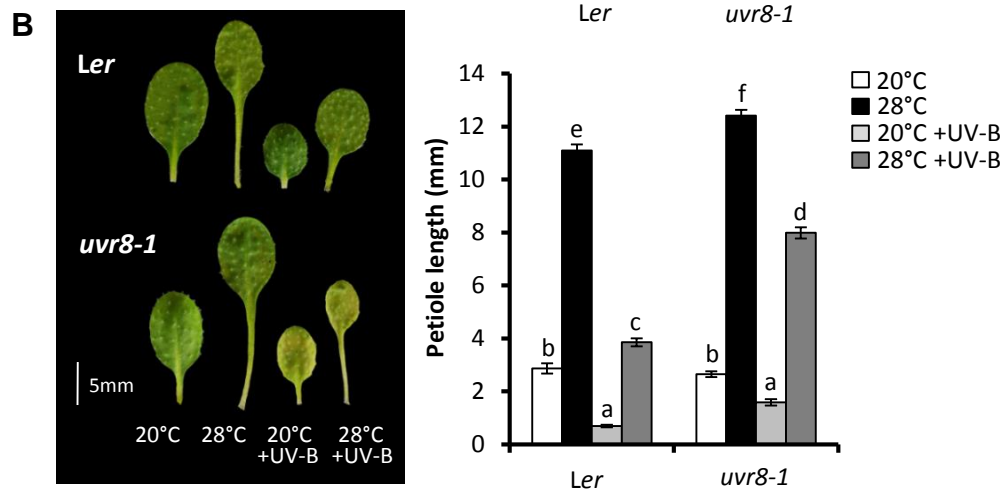 B
Ler
uvr8-1
5mm
20°C 28°C 20°C +UV-B 28°C +UV-B
Ler uvr8-1
Petiole length (mm)
14
12
10
8
6
4
2
0
b e a c
b f a d
Ler uvr8-1
20°C
28°C
20°C +UV-B
28°C +UV-B